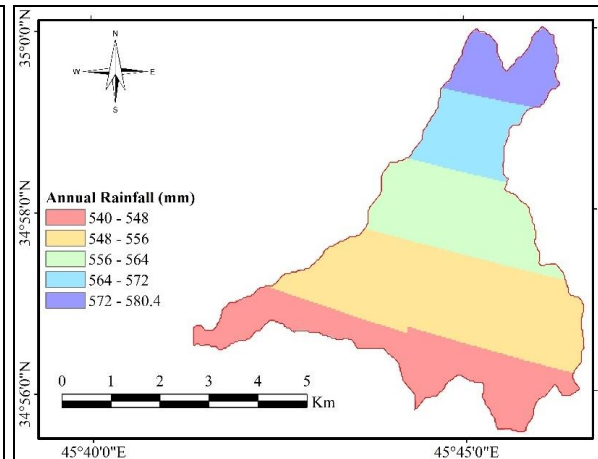 35°0'0"N
N
W E
S
Annual Rainfall (mm)
540 - 548
548 - 556
556 - 564
564 - 572
572 - 580.4
34°58'0"N
0 1 2 3 4 5
Km
34°56'0"N
45°40'0"E 45°45'0"E